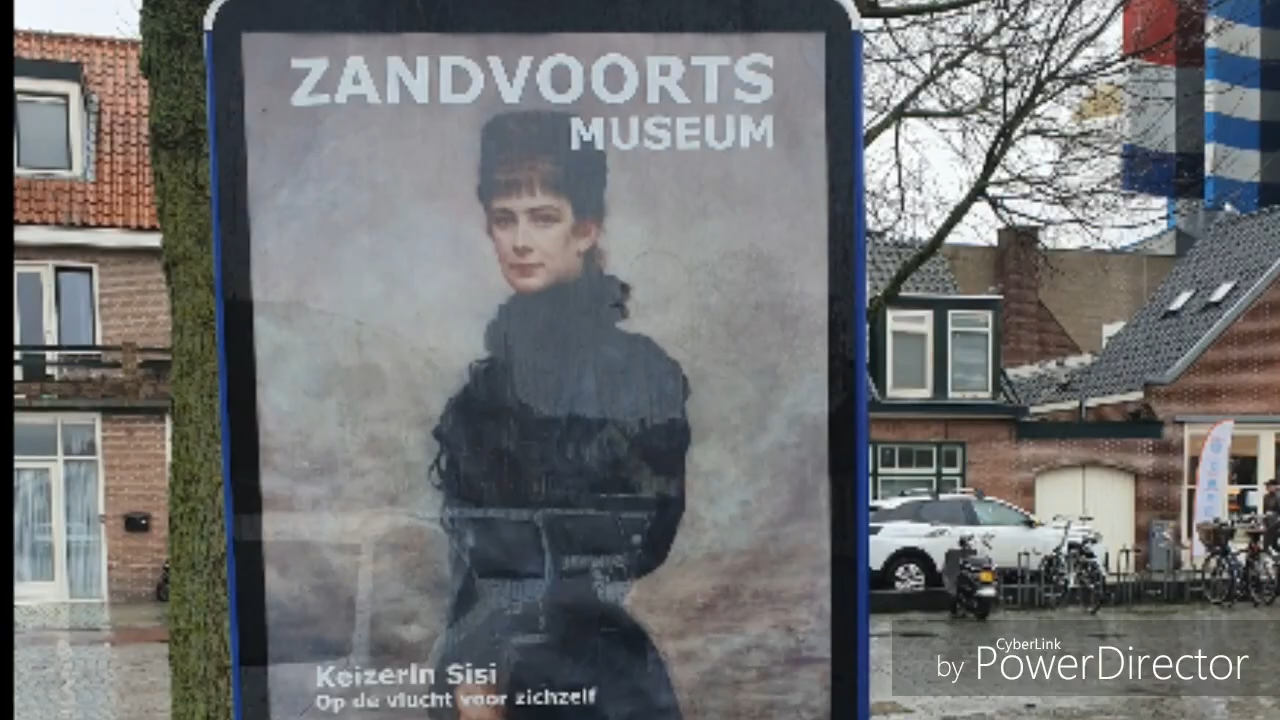 ZANDVOORTS
MUSEUM
Keizerin Sisi
Op de vlucht voor zichzelf
CyberLink
by PowerDirector